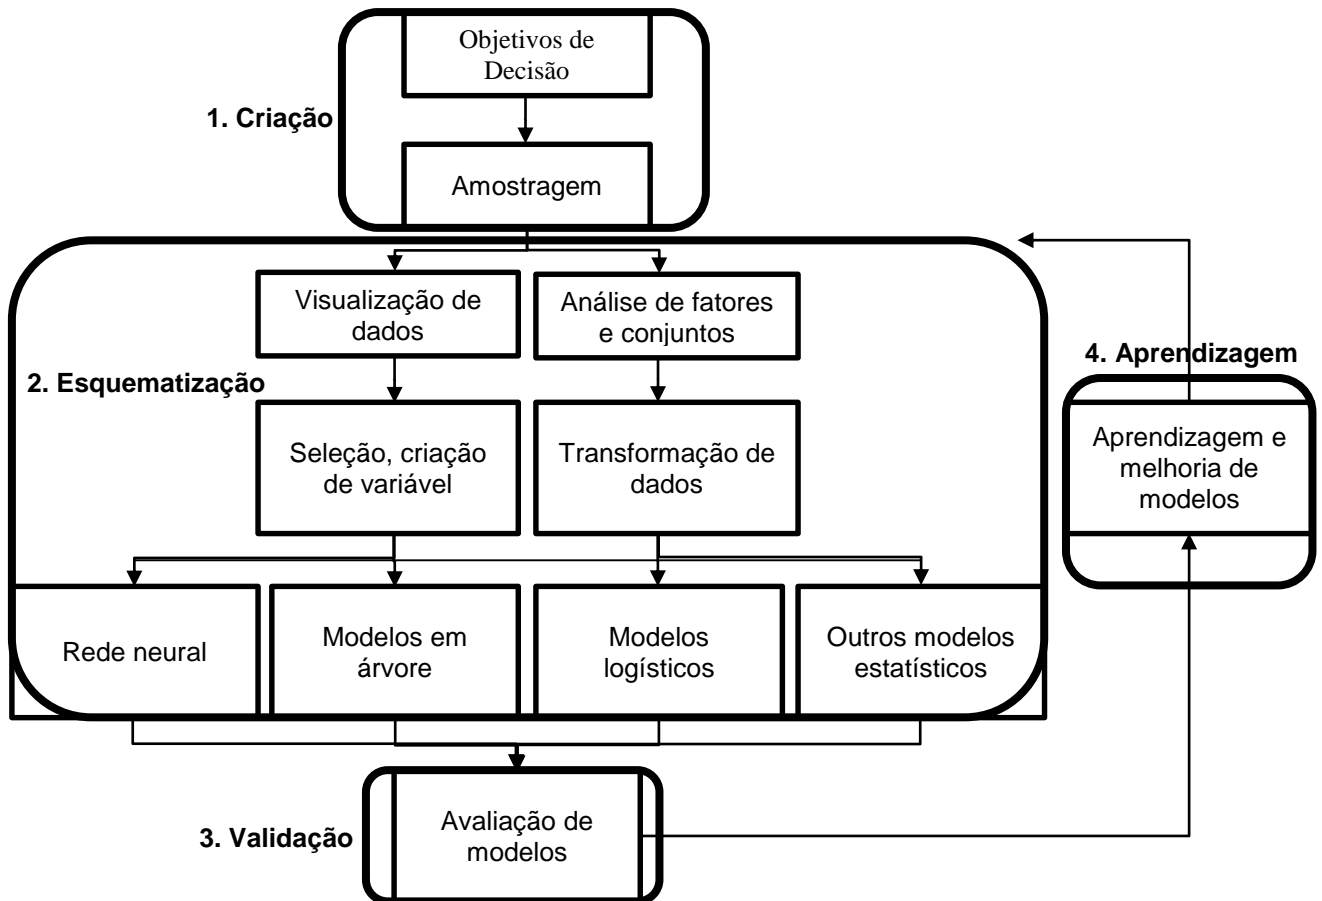 Objetivos de
Decisão
1. Criação
Amostragem
Visualização de
dados
Análise de fatores
e conjuntos
2. Esquematização
4. Aprendizagem
Seleção, criação
de variável
Transformação de
dados
Aprendizagem e
melhoria de
modelos
Rede neural
Modelos em
árvore
Modelos
logísticos
Outros modelos
estatísticos
3. Validação
Avaliação de
modelos